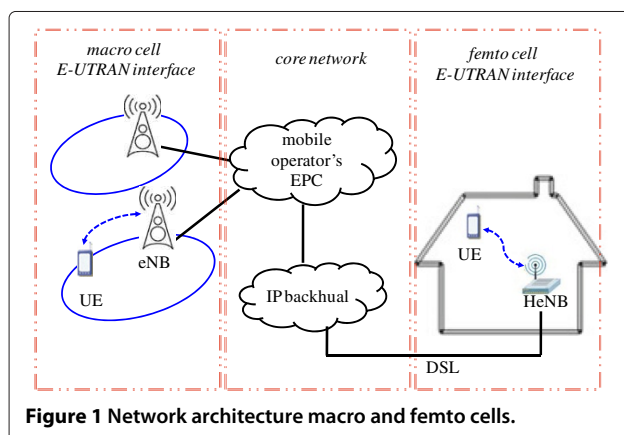 macro cell
E-UTRAN interface
core network
femto cell
E-UTRAN interface
mobile
operator's
EPC
eNB
UE
IP backhual
UE
HeNB
DSL
Figure 1 Network architecture macro and femto cells.